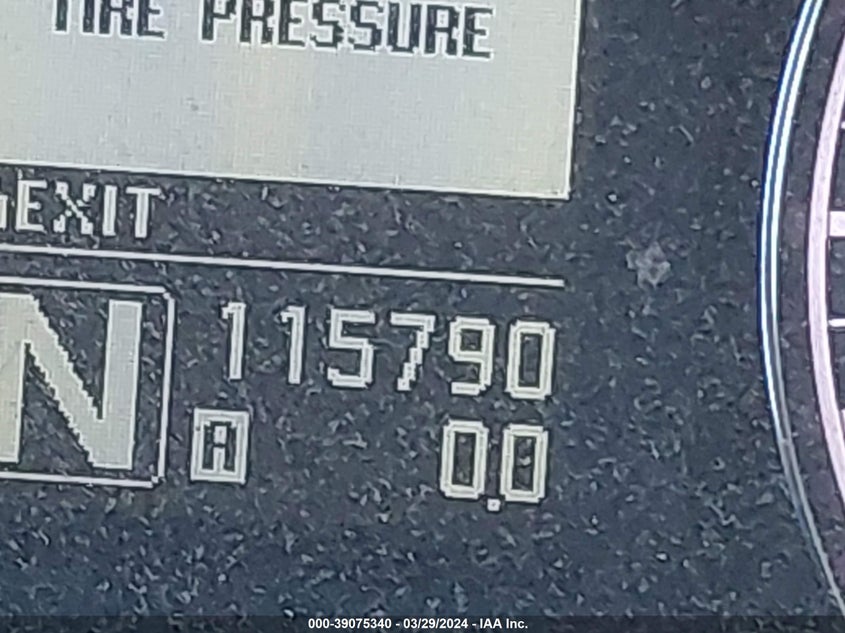 TIRE PRESSURE
EXIT
N
115790
A
0.0
000-39075340 - 03/29/2024 - IAA Inc.